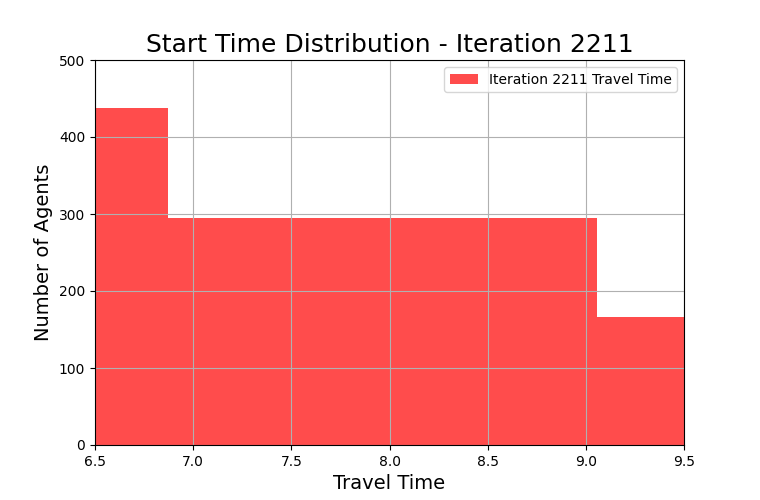 Start Time Distribution - Iteration 2211
Iteration 2211 Travel Time
Number of Agents
500
400
300
200
100
0
6.5 7.0 7.5 8.0 8.5 9.0 9.5
Travel Time